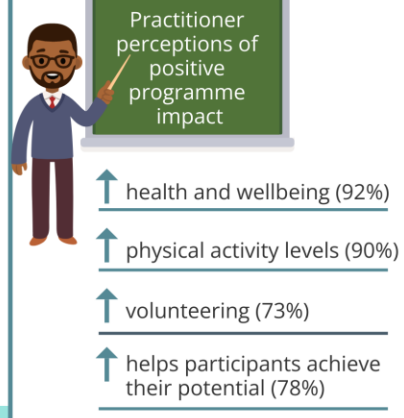 Practitioner
perceptions of
positive
programme
impact
health and wellbeing (92%)
physical activity levels (90%)
volunteering (73%)
helps participants achieve
their potential (78%)